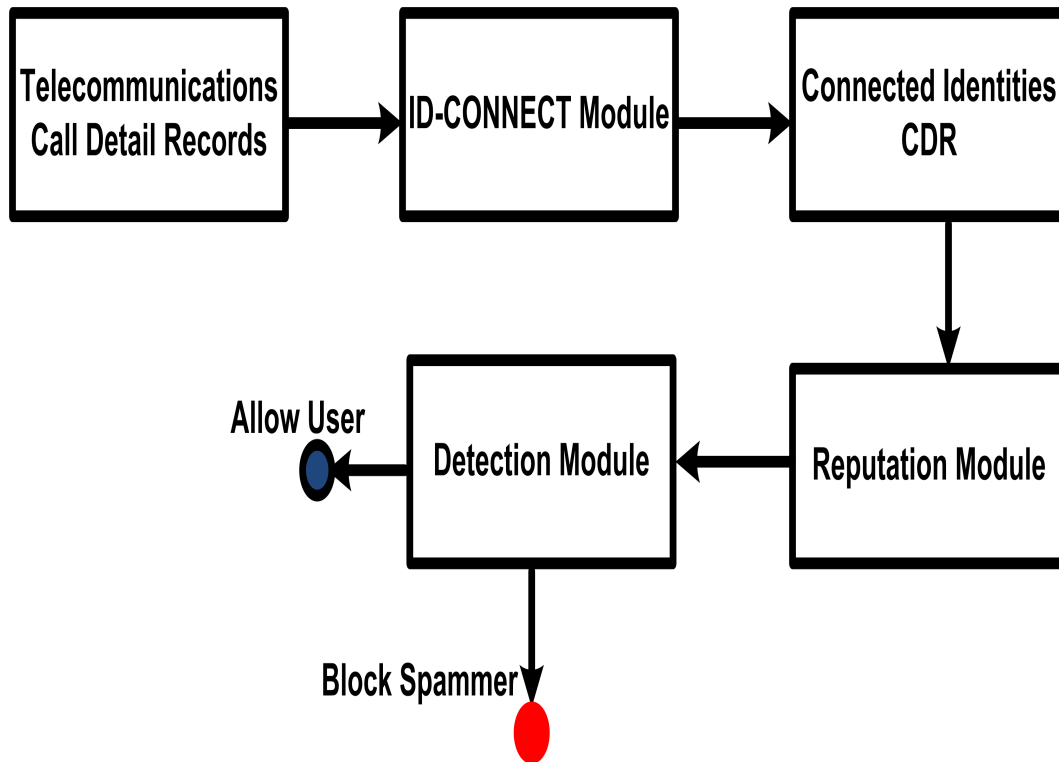 Telecommunications
Call Detail Records
ID-CONNECT Module
Connected Identities
CDR
Allow User
Detection Module
Reputation Module
Block Spammer